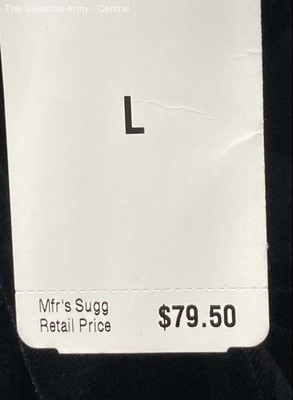 The Salvation Army - Central
L
Mfr's Sugg
Retail Price
$79.50